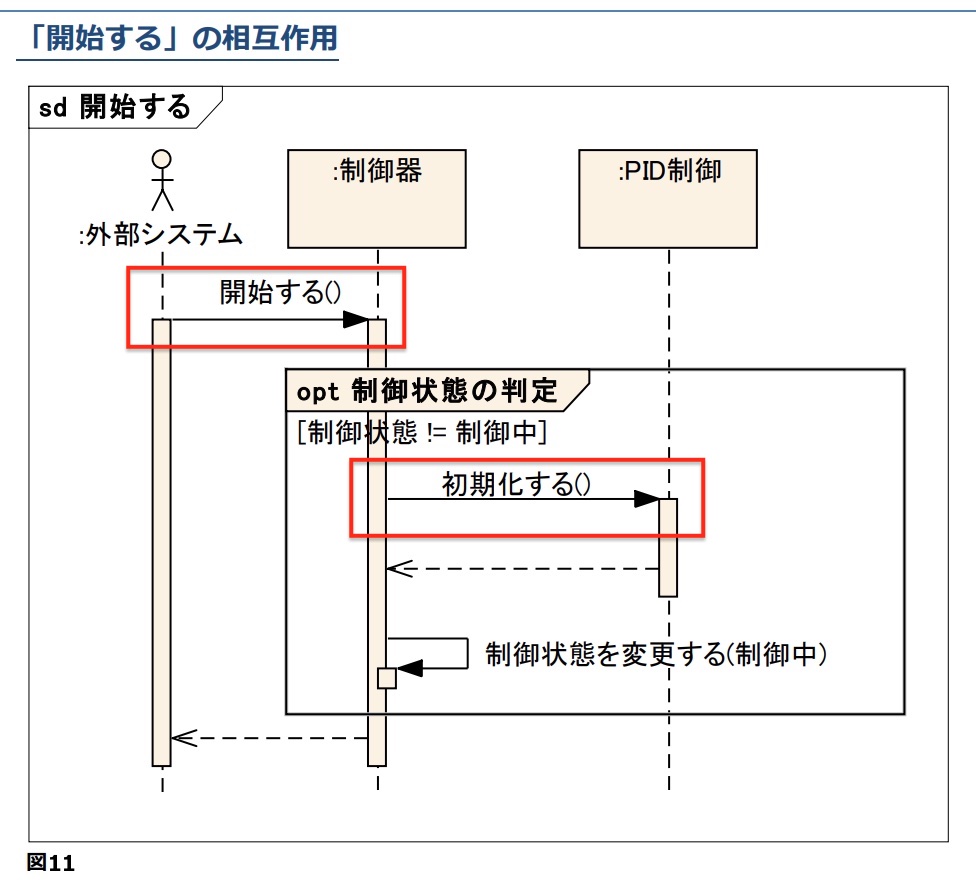 「開始する」の相互作用
sd 開始する
:制御器
:PID制御
:外部システム
開始する()
opt 制御状態の判定
[制御状態 != 制御中]
初期化する()
制御状態を変更する(制御中)
図11